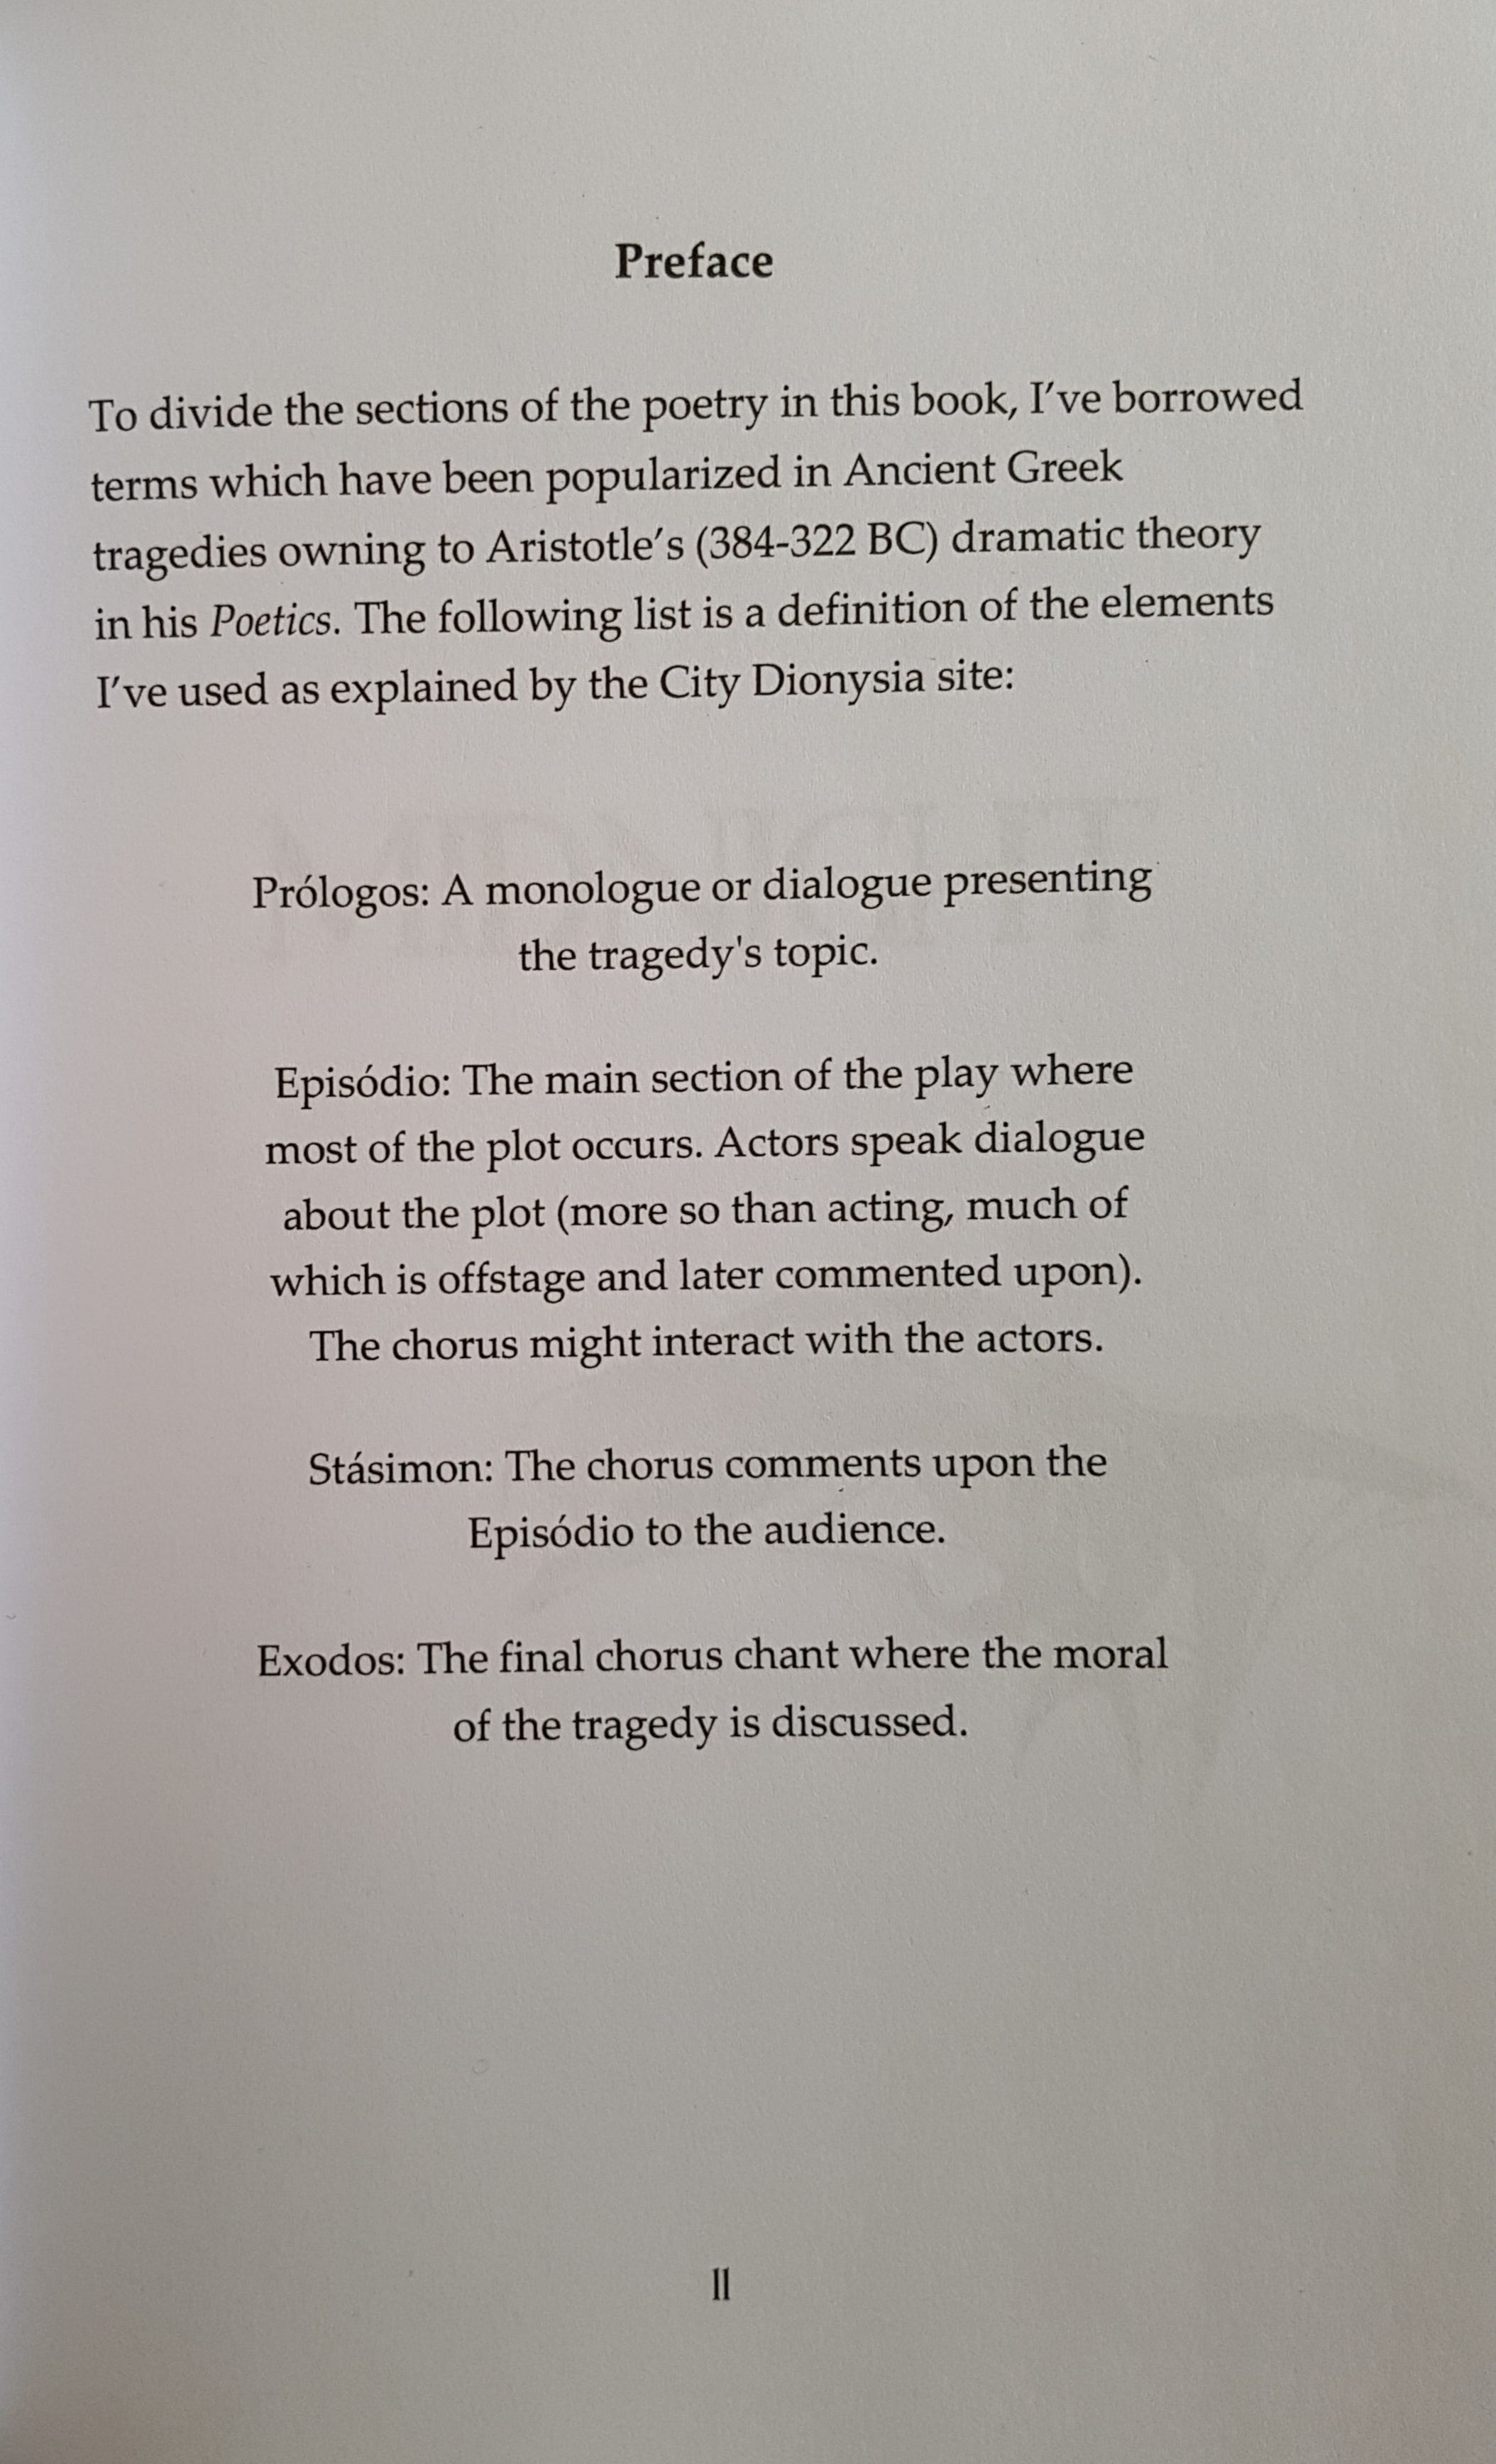 Preface
To divide the sections of the poetry in this book, I've borrowed
terms which have been popularized in Ancient Greek
tragedies owning to Aristotle's (384-322 BC) dramatic theory
in his Poetics. The following list is a definition of the elements
I've used as explained by the City Dionysia site:
Prólogos: A monologue or dialogue presenting
the tragedy's topic.
Episódio: The main section of the play where
most of the plot occurs. Actors speak dialogue
about the plot (more so than acting, much of
which is offstage and later commented upon).
The chorus might interact with the actors.
Stásimon: The chorus comments upon the
Episódio to the audience.
Exodos: The final chorus chant where the moral
of the tragedy is discussed.
II